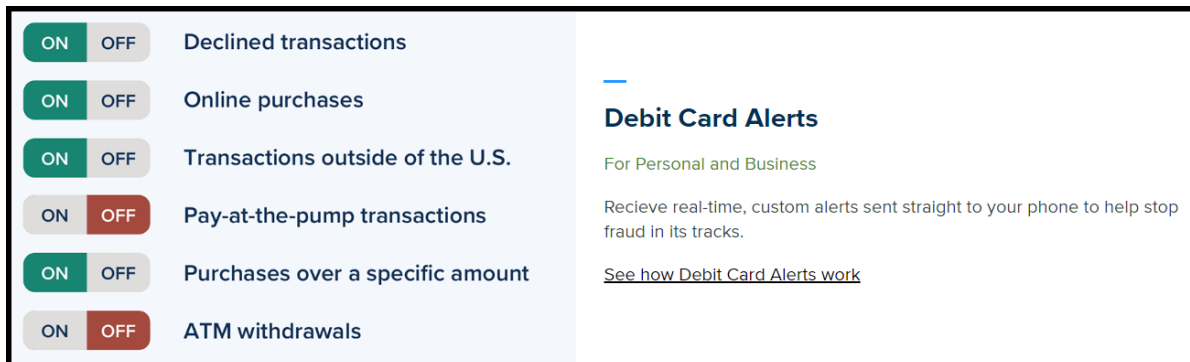 ON OFF Declined transactions
ON OFF Online purchases
ON OFF Transactions outside of the U.S.
ON OFF Pay-at-the-pump transactions
ON OFF Purchases over a specific amount
ON OFF ATM withdrawals
Debit Card Alerts
For Personal and Business
Recieve real-time, custom alerts sent straight to your phone to help stop
fraud in its tracks.
See how Debit Card Alerts work